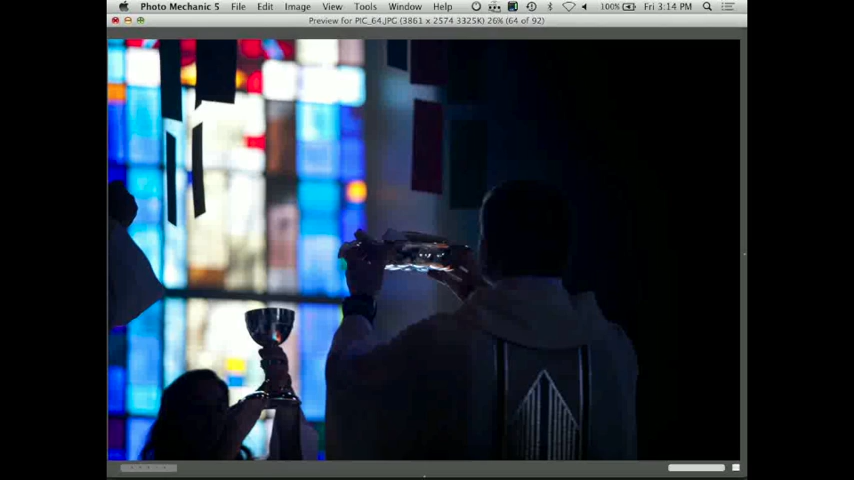 Photo Mechanic 5 File Edit Image View Tools Window Help 100% Fri 3:14 PM
Preview for PIC_64.JPG (3861 x 2574 3325K) 26% (64 of 92)